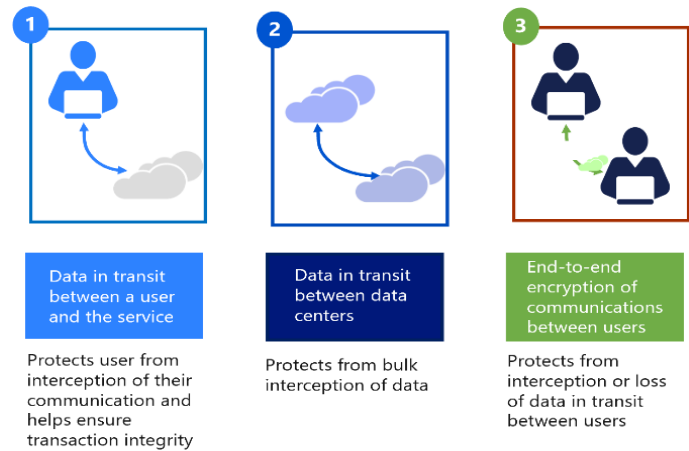 1
Data in transit
between a user
and the service
Protects user from
interception of their
communication and
helps ensure
transaction integrity
2
Data in transit
between data
centers
Protects from bulk
interception of data
3
End-to-end
encryption of
communications
between users
Protects from
interception or loss
of data in transit
between users